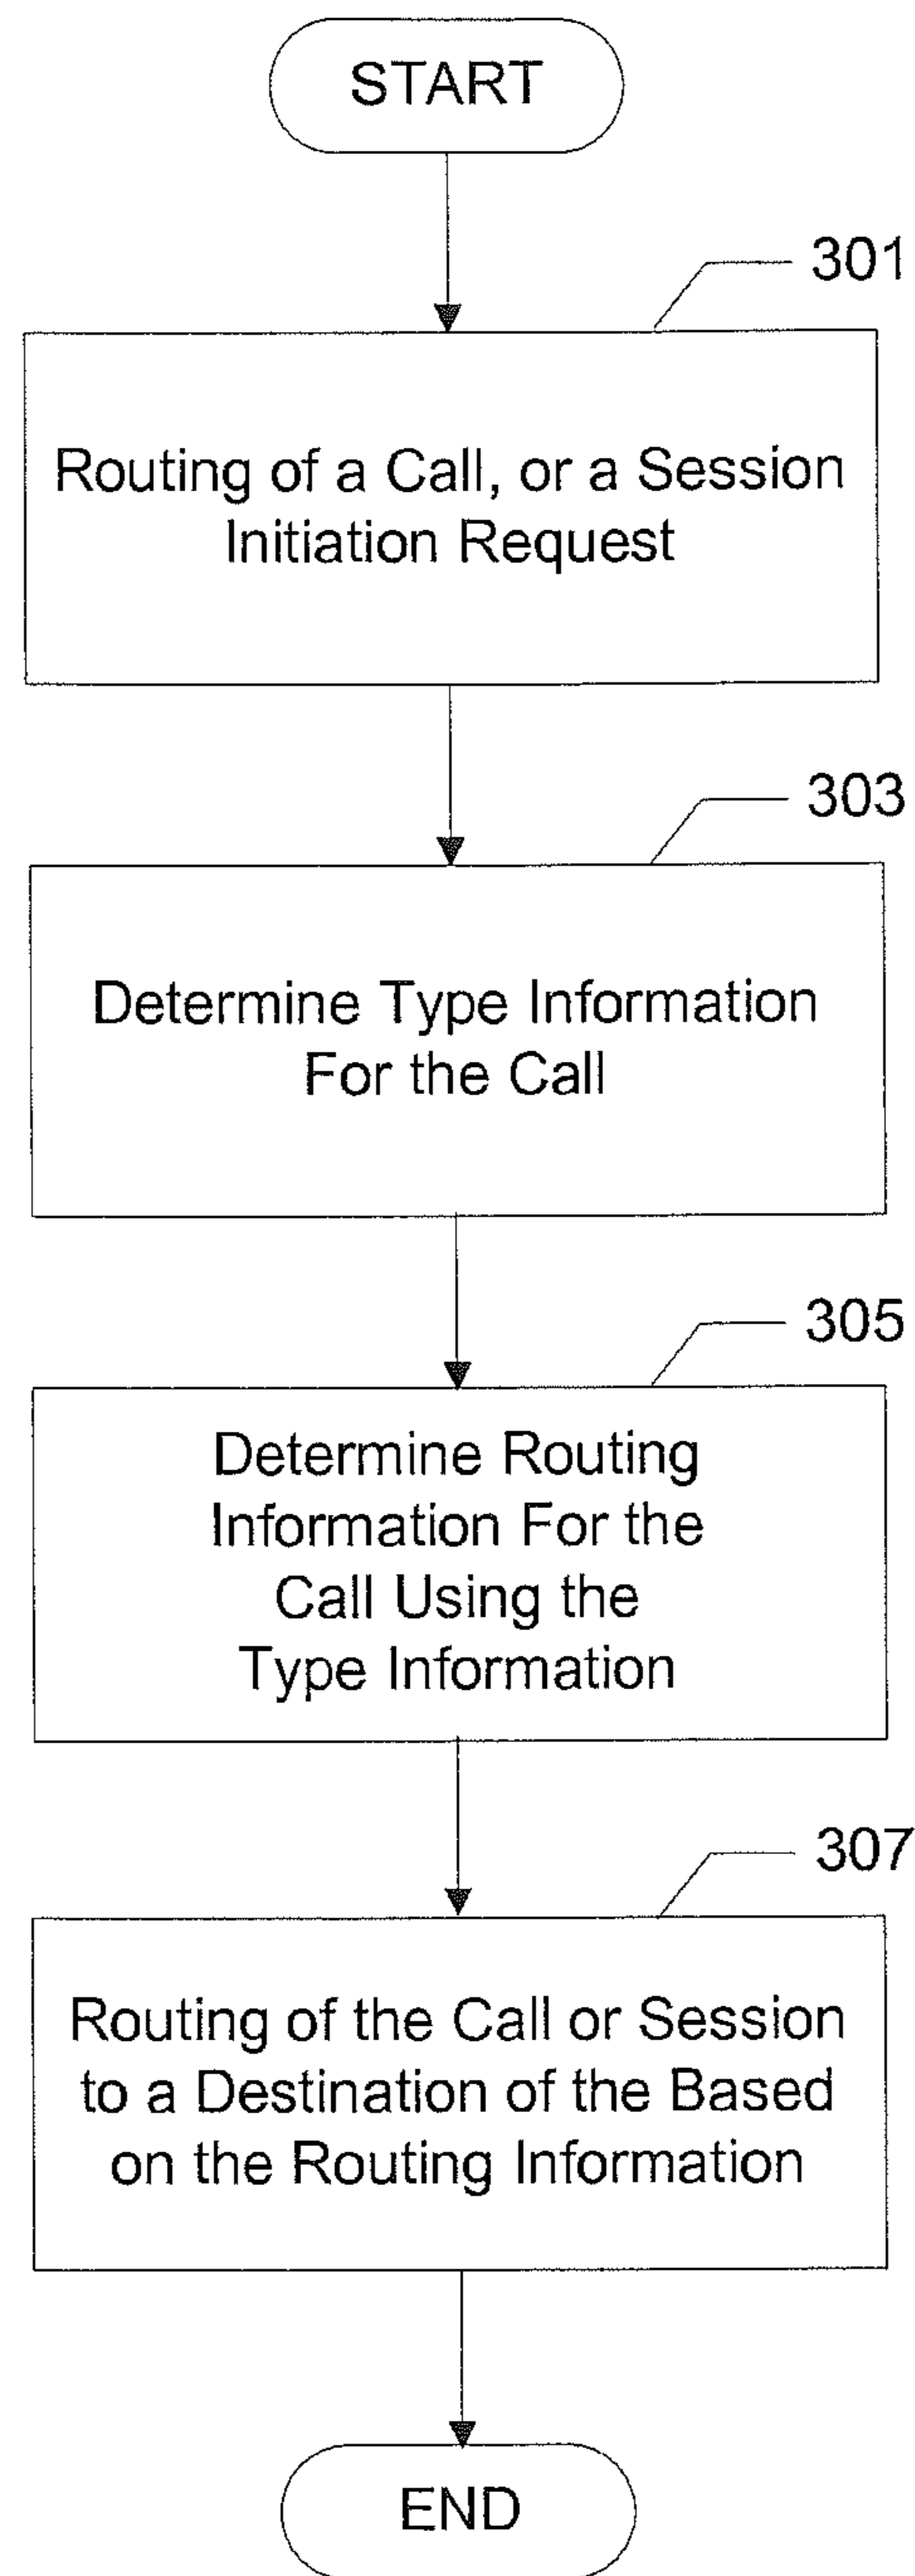 START
301
Routing of a Call, or a Session
Initiation Request
303
Determine Type Information
For the Call
305
Determine Routing
Information For the
Call Using the
Type Information
307
Routing of the Call or Session
to a Destination of the Based
on the Routing Information
END